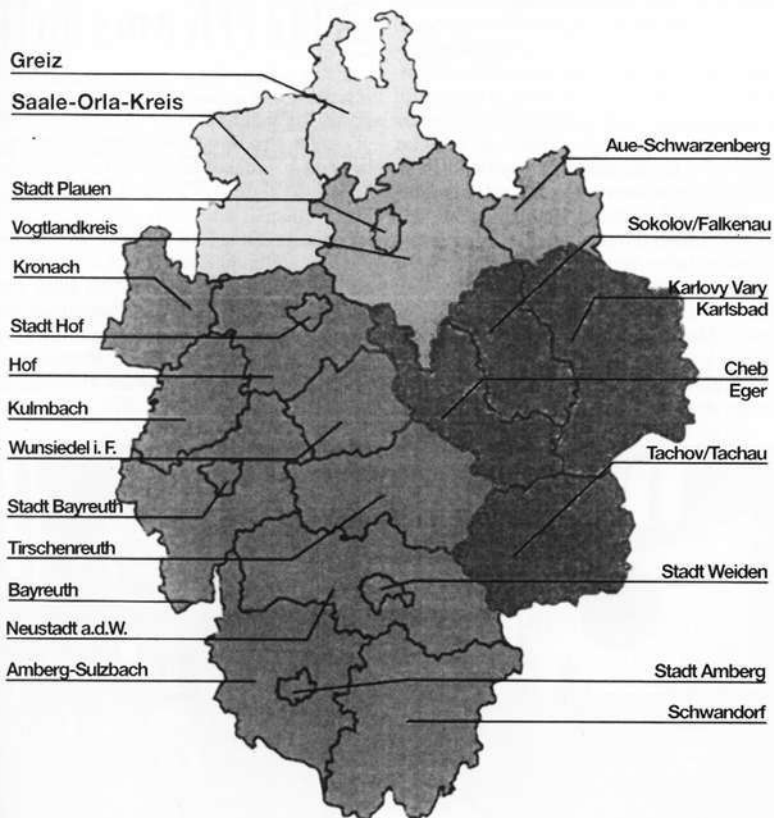 Greiz
Saale-Orla-Kreis
Stadt Plauen
Vogtlandkreis
Kronach
Stadt Hof
Hof
Kulmbach
Wunsiedel i. F.
Stadt Bayreuth
Tirschenreuth
Bayreuth
Neustadt a.d.W.
Amberg-Sulzbach
Aue-Schwarzenberg
Sokolov/Falkenau
Karlovy Vary
Karlsbad
Cheb
Eger
Tachov/Tachau
Stadt Weiden
Stadt Amberg
Schwandorf